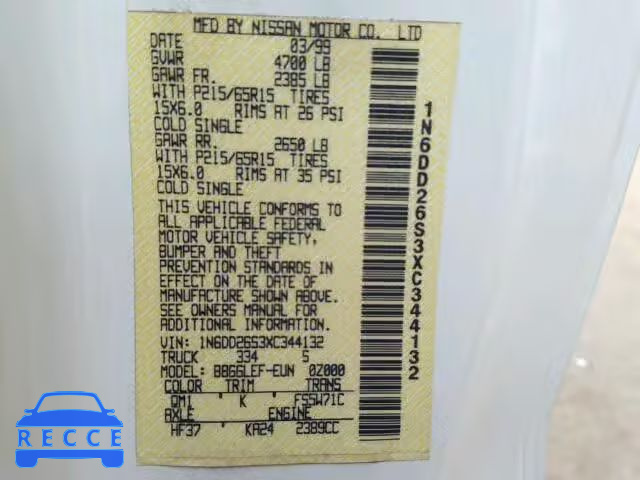 MFD BY NISSAN MOTOR CO. LTD
DATE 03/99
GVWR 4700 LB
GAWR FR. 2385 LB
WITH P215/65R15 TIRES
15X6.0 RIMS AT 26 PSI
COLD SINGLE
GAWR RR. 2650 LB
WITH P215/65R15 TIRES
15X6.0 RIMS AT 35 PSI
COLD SINGLE
THIS VEHICLE CONFORMS TO
ALL APPLICABLE FEDERAL
MOTOR VEHICLE SAFETY,
BUMPER AND THEFT
PREVENTION STANDARDS IN
EFFECT ON THE DATE OF
MANUFACTURE SHOWN ABOVE.
SEE OWNERS MANUAL FOR
ADDITIONAL INFORMATION
VIN: 1N6DD26S3XC344132
TRUCK 334 5
MODEL: BBGGLEF-EUN 0Z000
COLOR TRIM TRANS
QM1 K FS5W71C
AXLE ENGINE
HF37 KA24 2389CC
1N6DD26S3XC344132
RECCE